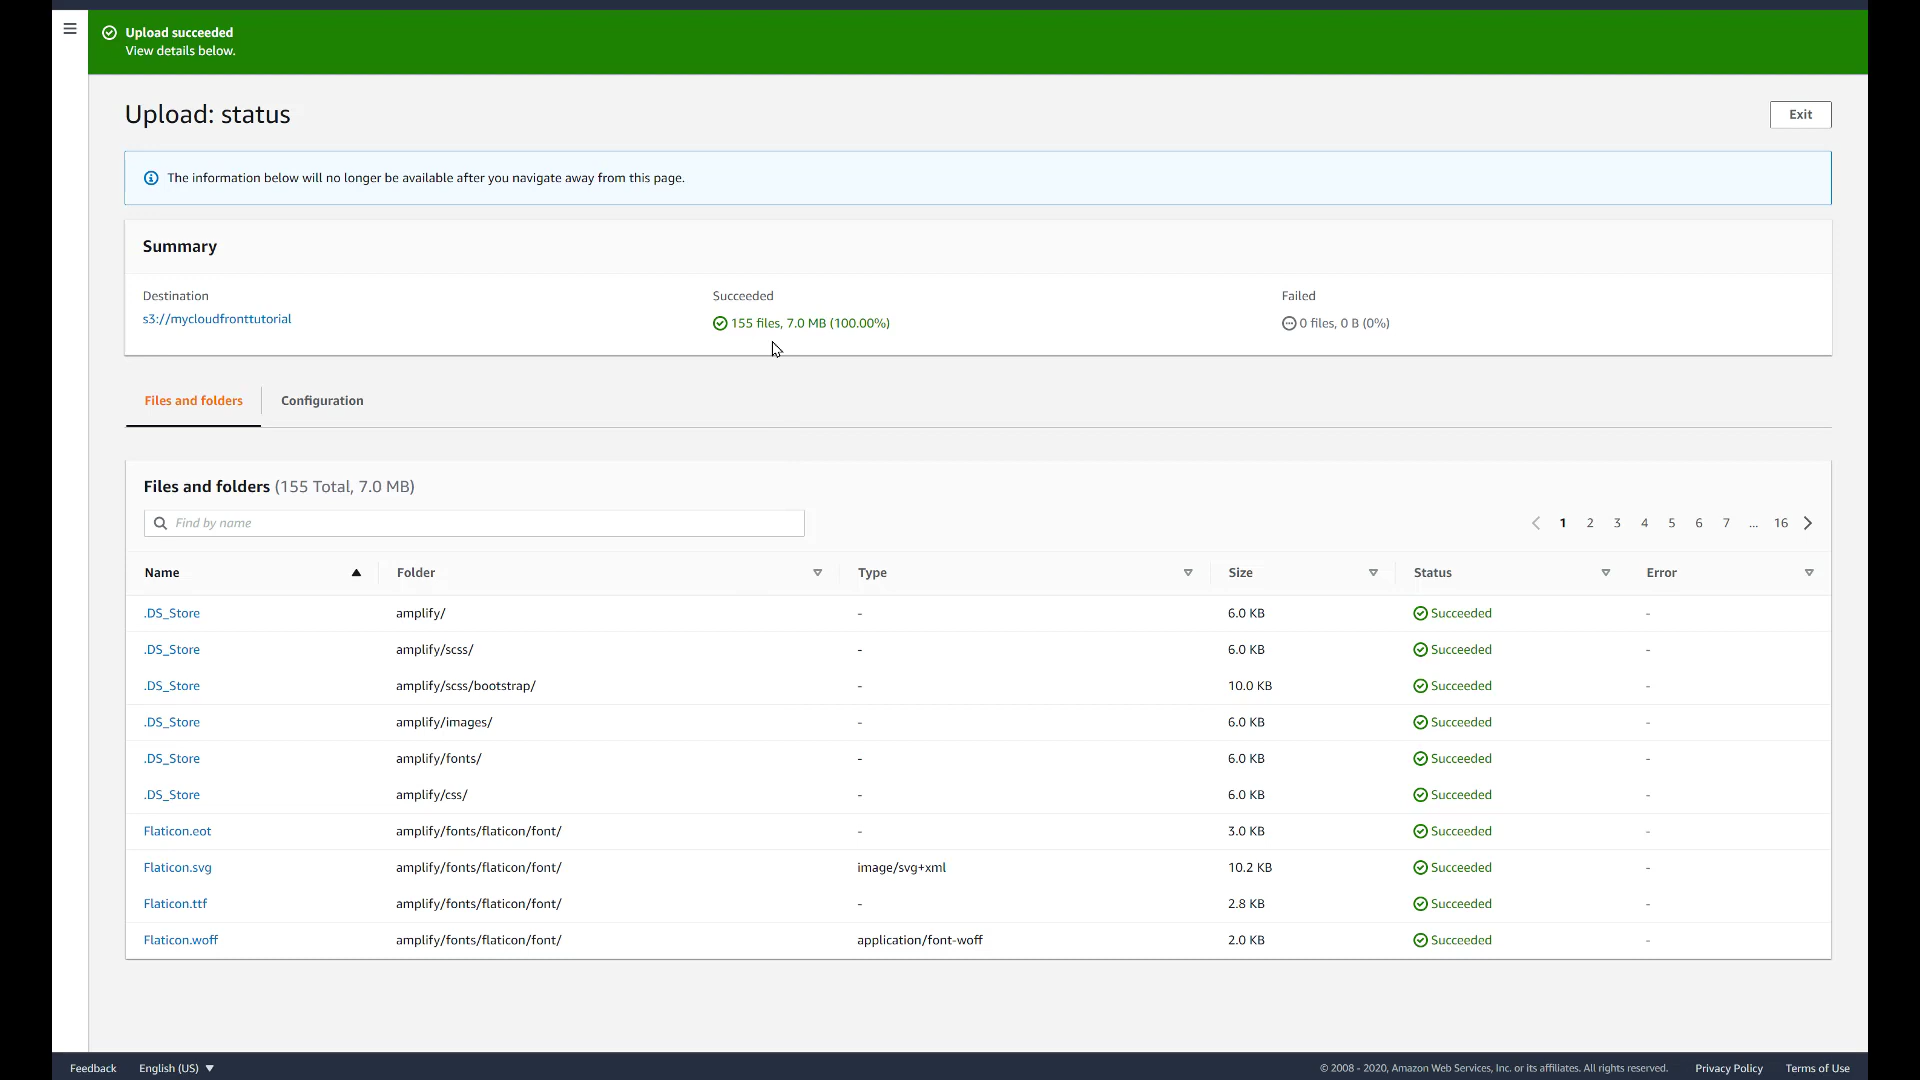 Upload succeeded
View details below.
Upload: status
Exit
The information below will no longer be available after you navigate away from this page.
Summary
Destination Succeeded Failed
s3://mycloudfronttutorial 155 files, 7.0 MB (100.00%) 0 files, 0 B (0%)
Files and folders Configuration
Files and folders (155 Total, 7.0 MB)
Find by name 1 2 3 4 5 6 7 ... 16
Name Folder Type Size Status Error
.DS_Store amplify/ - 6.0 KB Succeeded -
.DS_Store amplify/scss/ - 6.0 KB Succeeded -
.DS_Store amplify/scss/bootstrap/ - 10.0 KB Succeeded -
.DS_Store amplify/images/ - 6.0 KB Succeeded -
.DS_Store amplify/fonts/ - 6.0 KB Succeeded -
.DS_Store amplify/css/ - 6.0 KB Succeeded -
Flaticon.eot amplify/fonts/flaticon/font/ - 3.0 KB Succeeded -
Flaticon.svg amplify/fonts/flaticon/font/ image/svg+xml 10.2 KB Succeeded -
Flaticon.ttf amplify/fonts/flaticon/font/ - 2.8 KB Succeeded -
Flaticon.woff amplify/fonts/flaticon/font/ application/font-woff 2.0 KB Succeeded -
Feedback English (US) © 2008 - 2020, Amazon Web Services, Inc. or its affiliates. All rights reserved. Privacy Policy Terms of Use